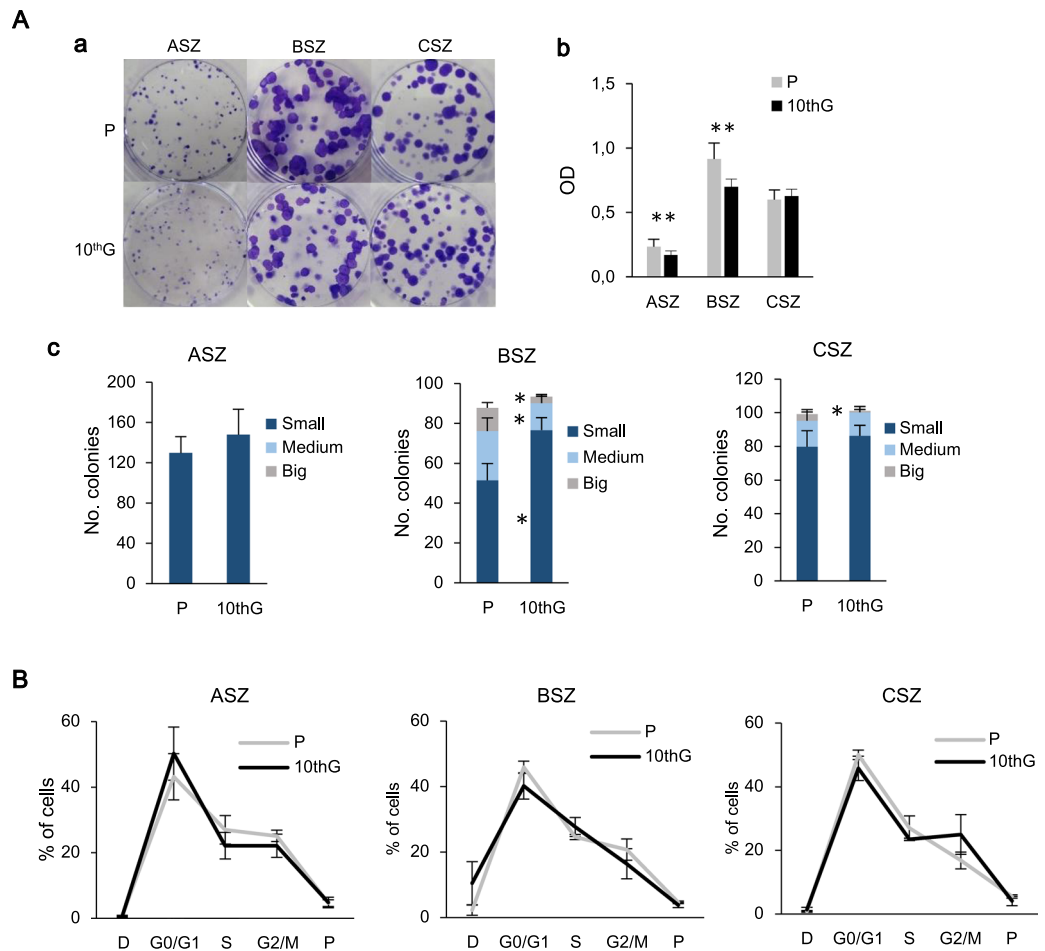 A
a
ASZ BSZ CSZ
P
10thG
b
P
10thG
1,5
1,0
0,5
0,0
OD
**
**
ASZ BSZ CSZ
c
ASZ
200
160
120
80
40
0
No. colonies
Small
Medium
Big
P 10thG
BSZ
100
80
60
40
20
0
No. colonies
*
*
*
Small
Medium
Big
P 10thG
CSZ
120
100
80
60
40
20
0
No. colonies
*
Small
Medium
Big
P 10thG
B
ASZ
60
40
20
0
% of cells
P
10thG
D G0/G1 S G2/M P
BSZ
60
40
20
0
% of cells
P
10thG
D G0/G1 S G2/M P
CSZ
60
40
20
0
% of cells
P
10thG
D G0/G1 S G2/M P